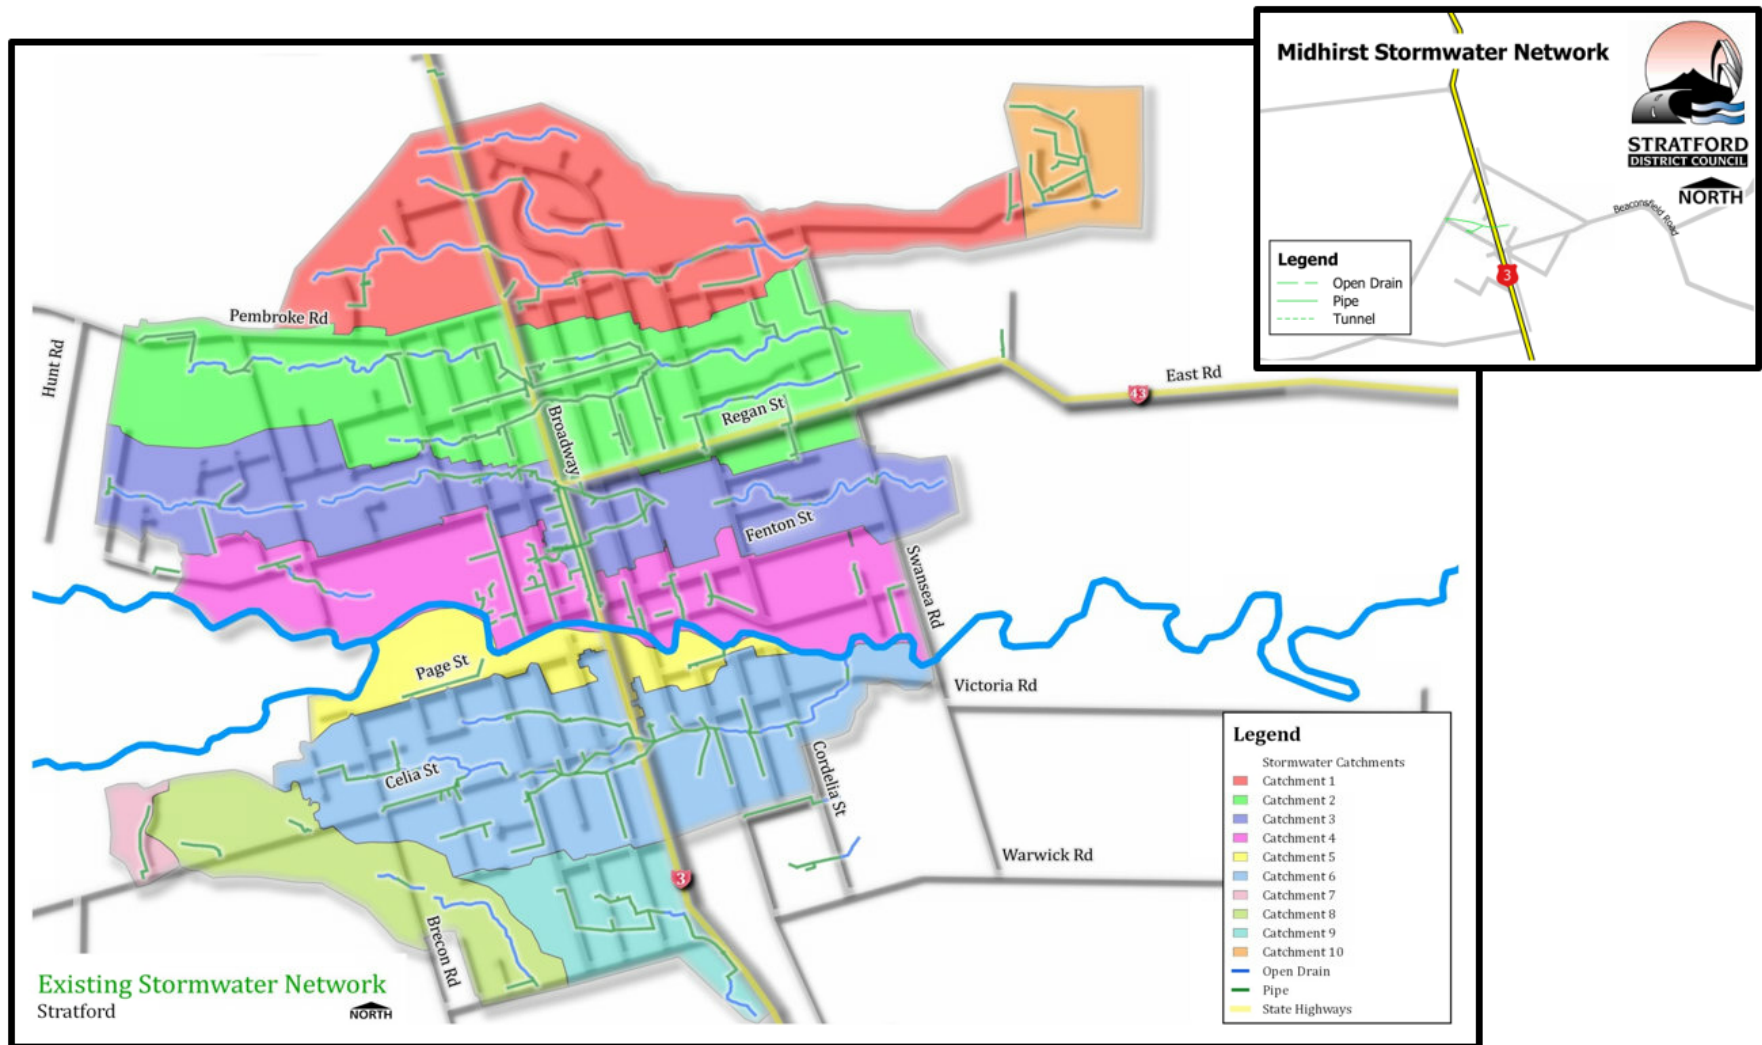 Midhirst Stormwater Network
STRATFORD
DISTRICT COUNCIL
NORTH
Beaconsfield Road
3
Legend
Open Drain
Pipe
Tunnel
Pembroke Rd
Hunt Rd
Broadway
Regan St
43
East Rd
Fenton St
Swansea Rd
Page St
Victoria Rd
Celia St
Cordelia St
Warwick Rd
3
Brecon Rd
Legend
Stormwater Catchments
Catchment 1
Catchment 2
Catchment 3
Catchment 4
Catchment 5
Catchment 6
Catchment 7
Catchment 8
Catchment 9
Catchment 10
Open Drain
Pipe
State Highways
Existing Stormwater Network
Stratford
NORTH